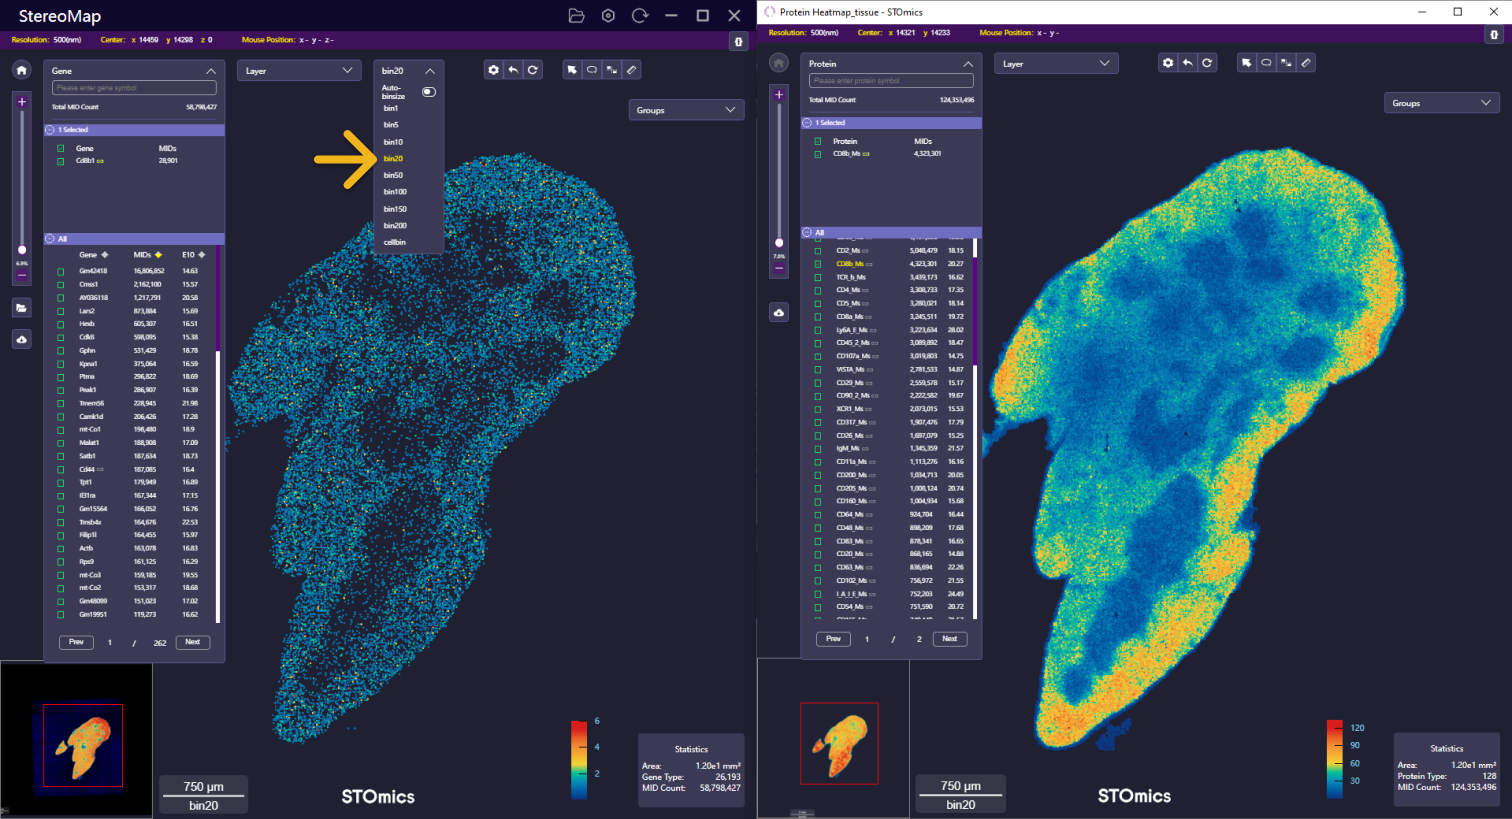 StereoMap
Resolution: 500(nm) Center: x 14459 y 14298 z 0 Mouse Position: x - y - z -
Gene
Please enter gene symbol
Total MID Count 58,798,427
1 Selected
Gene MIDs
Cd8b1 28,901
All
Gene MIDs E10
Gm42418 16,806,852 14.63
Cmss1 2,162,100 15.57
AY036118 1,217,791 20.58
Lars2 873,884 15.69
Hexb 605,307 16.51
Cdk8 598,095 15.38
Gphn 531,429 18.78
Kpna1 375,064 16.59
Ptma 296,822 18.69
Peak1 286,907 16.39
Tmem56 228,945 21.98
Camk1d 206,426 17.28
mt-Co1 198,480 18.9
Malat1 188,908 17.09
Satb1 187,634 18.73
Cd44 187,085 16.4
Tpt1 179,949 16.89
Il31ra 167,344 17.15
Gm15564 166,052 16.76
Tmsb4x 164,676 22.53
Filip1l 164,455 15.97
Actb 163,078 16.83
Rps9 161,125 16.29
mt-Co3 159,185 19.55
mt-Co2 153,317 18.68
Gm48099 151,023 17.02
Gm19951 119,273 16.62
Prev 1 / 262 Next
6.9%
Layer
bin20
Auto-
binsize
bin1
bin5
bin10
bin20
bin50
bin100
bin150
bin200
cellbin
Groups
6
4
2
Statistics
Area: 1.20e1 mm²
Gene Type: 26,193
MID Count: 58,798,427
750 μm
bin20
STOmics
Protein Heatmap_tissue - STOmics
Resolution: 500(nm) Center: x 14321 y 14233 Mouse Position: x - y -
Protein
Please enter protein symbol
Total MID Count 124,353,496
1 Selected
Protein MIDs
CD8b_Ms 4,323,301
All
CD2_Ms 5,048,479 18.15
CD8b_Ms 4,323,301 20.27
TCR_b_Ms 3,439,173 16.62
CD4_Ms 3,308,733 17.35
CD5_Ms 3,280,021 18.14
CD8a_Ms 3,245,511 19.72
Ly6A_E_Ms 3,223,634 28.02
CD45_2_Ms 3,089,892 18.47
CD107a_Ms 3,019,803 14.75
VISTA_Ms 2,781,533 14.87
CD29_Ms 2,559,578 15.17
CD90_2_Ms 2,222,582 19.67
XCR1_Ms 2,073,015 15.53
CD317_Ms 1,907,476 17.79
CD26_Ms 1,697,079 15.25
IgM_Ms 1,345,359 21.57
CD11a_Ms 1,113,276 16.16
CD200_Ms 1,034,713 20.05
CD205_Ms 1,008,124 20.74
CD160_Ms 1,004,934 15.68
CD64_Ms 924,704 16.44
CD48_Ms 898,209 17.68
CD83_Ms 878,341 16.65
CD20_Ms 868,165 14.88
CD63_Ms 836,694 22.26
CD102_Ms 756,972 21.55
I_A_I_E_Ms 752,203 24.49
CD54_Ms 751,590 20.72
Prev 1 / 2 Next
7.0%
Layer
Groups
120
90
60
30
Statistics
Area: 1.20e1 mm²
Protein Type: 128
MID Count: 124,353,496
750 μm
bin20
STOmics